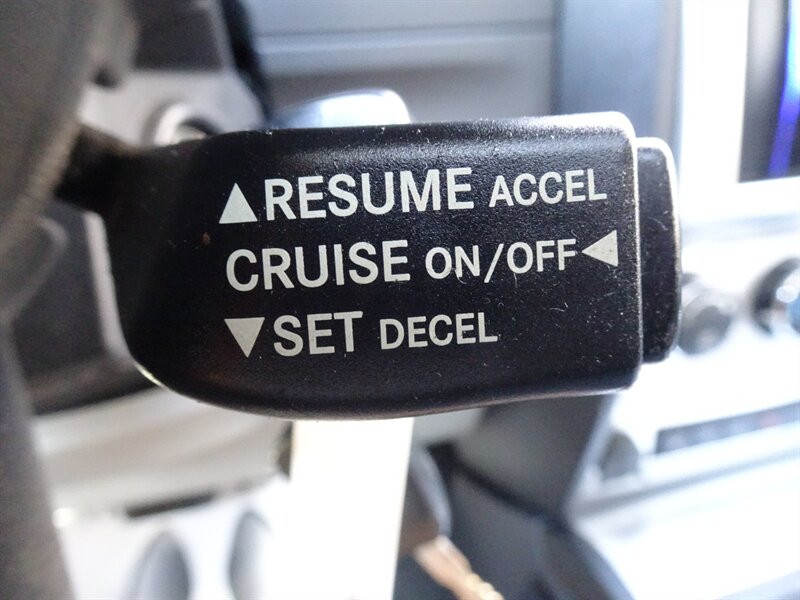 ▲RESUME ACCEL
CRUISE ON/OFF◀
▼SET DECEL